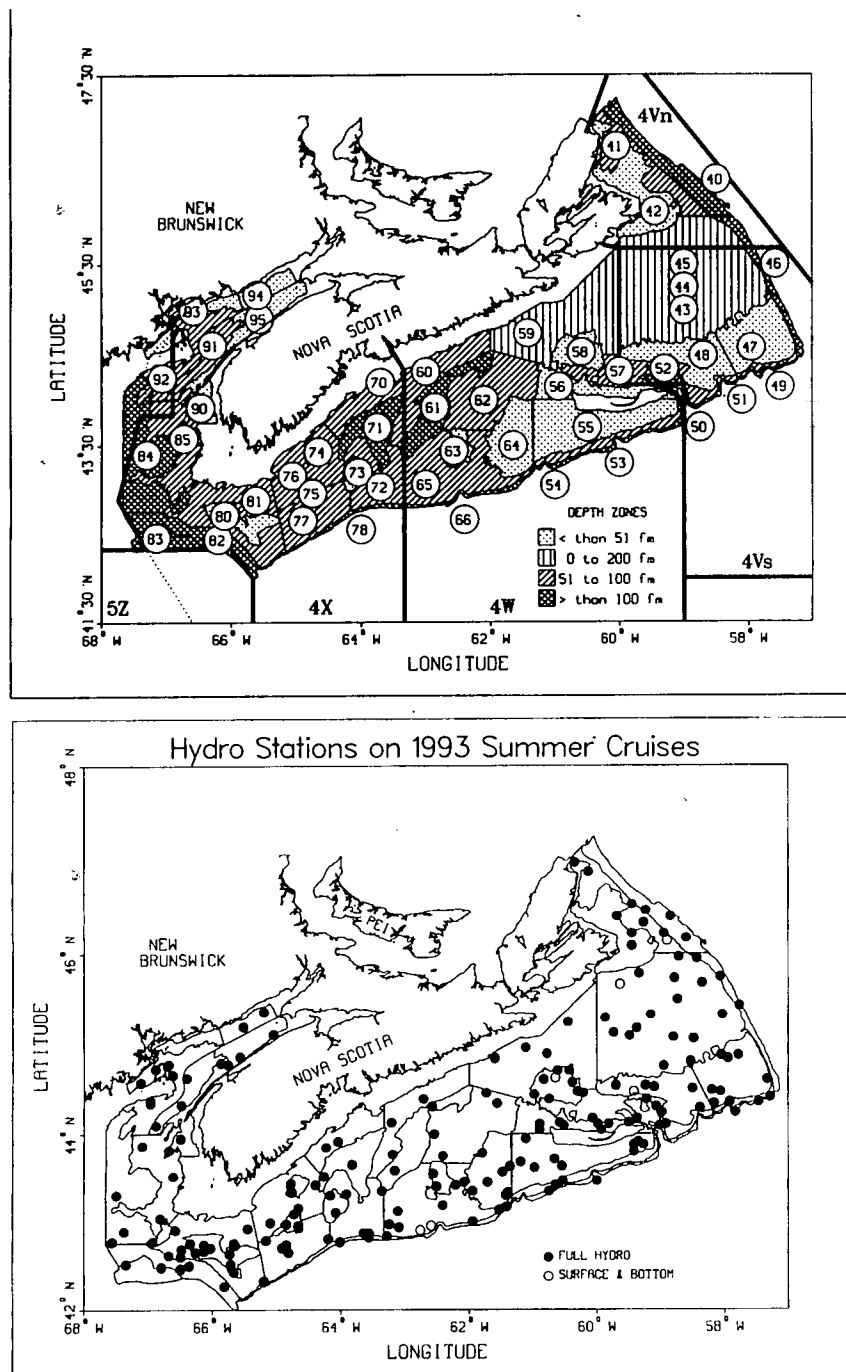 47°30 N
45°30 N
43°30 N
41°30 N
LATITUDE
NEW
BRUNSWICK
NOVA SCOTIA
4Vn
41
40
42
46
45
44
43
94
93
95
91
92
90
59
58
48
47
57
52
56
51
49
50
60
70
61
62
71
55
64
53
54
63
85
84
74
76
73
75
72
65
81
80
77
78
66
83
82
DEPTH ZONES
< than 51 fm
0 to 200 fm
51 to 100 fm
> than 100 fm
5Z
4X
4W
4Vs
68° W
66° W
64° W
62° W
60° W
58° W
LONGITUDE
Hydro Stations on 1993 Summer Cruises
48° N
46° N
44° N
42° N
LATITUDE
NEW
BRUNSWICK
PEI
NOVA SCOTIA
FULL HYDRO
SURFACE & BOTTOM
68° W
66° W
64° W
62° W
60° W
58° W
LONGITUDE